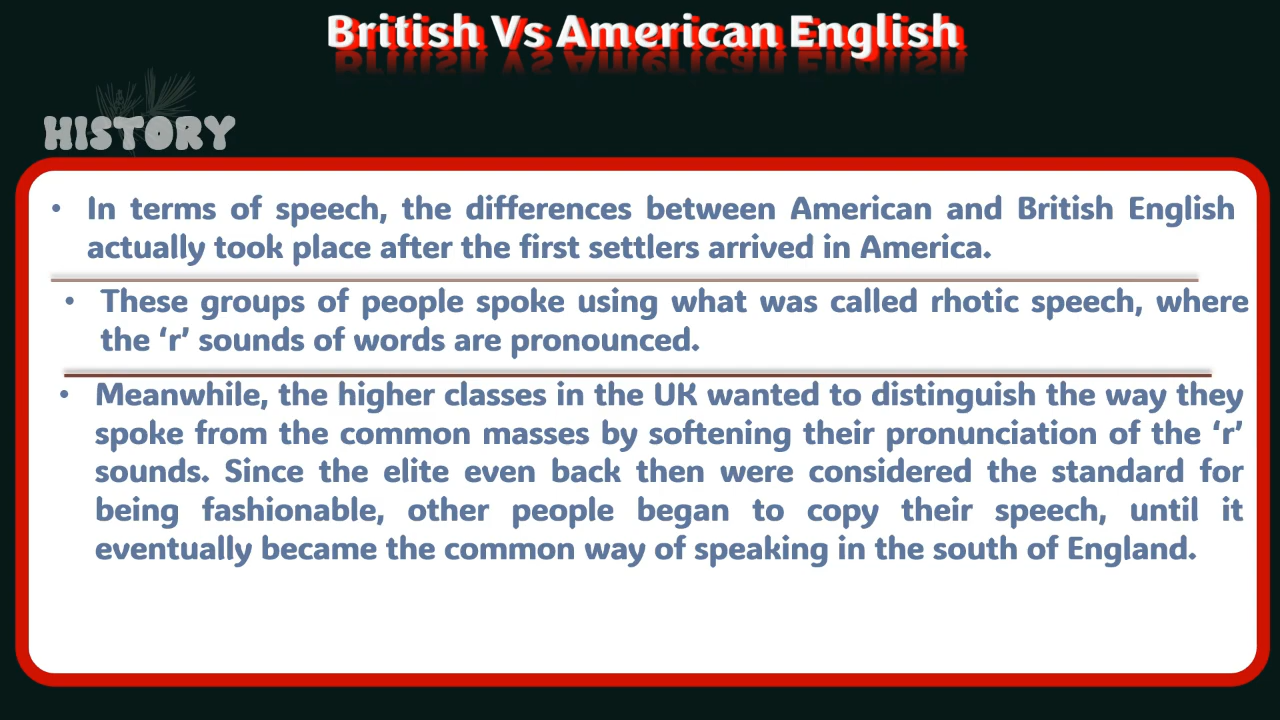 British Vs American English
HISTORY
• In terms of speech, the differences between American and British English
actually took place after the first settlers arrived in America.
• These groups of people spoke using what was called rhotic speech, where
the ‘r’ sounds of words are pronounced.
• Meanwhile, the higher classes in the UK wanted to distinguish the way they
spoke from the common masses by softening their pronunciation of the ‘r’
sounds. Since the elite even back then were considered the standard for
being fashionable, other people began to copy their speech, until it
eventually became the common way of speaking in the south of England.